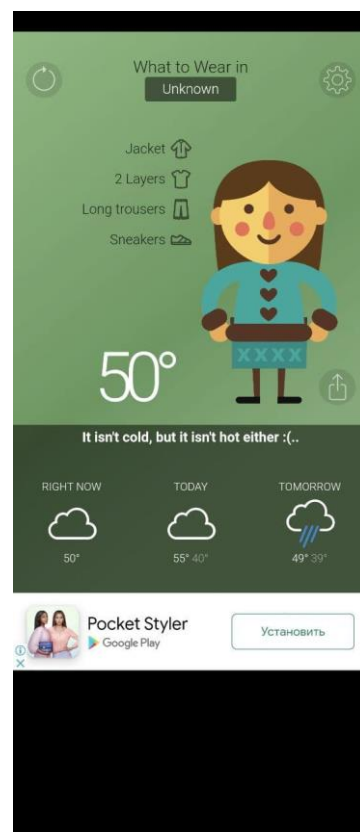 What to Wear in
Unknown
Jacket
2 Layers
Long trousers
Sneakers
50°
It isn't cold, but it isn't hot either :(..
RIGHT NOW TODAY TOMORROW
50° 55° 40° 49° 39°
Pocket Styler
Google Play
Установить